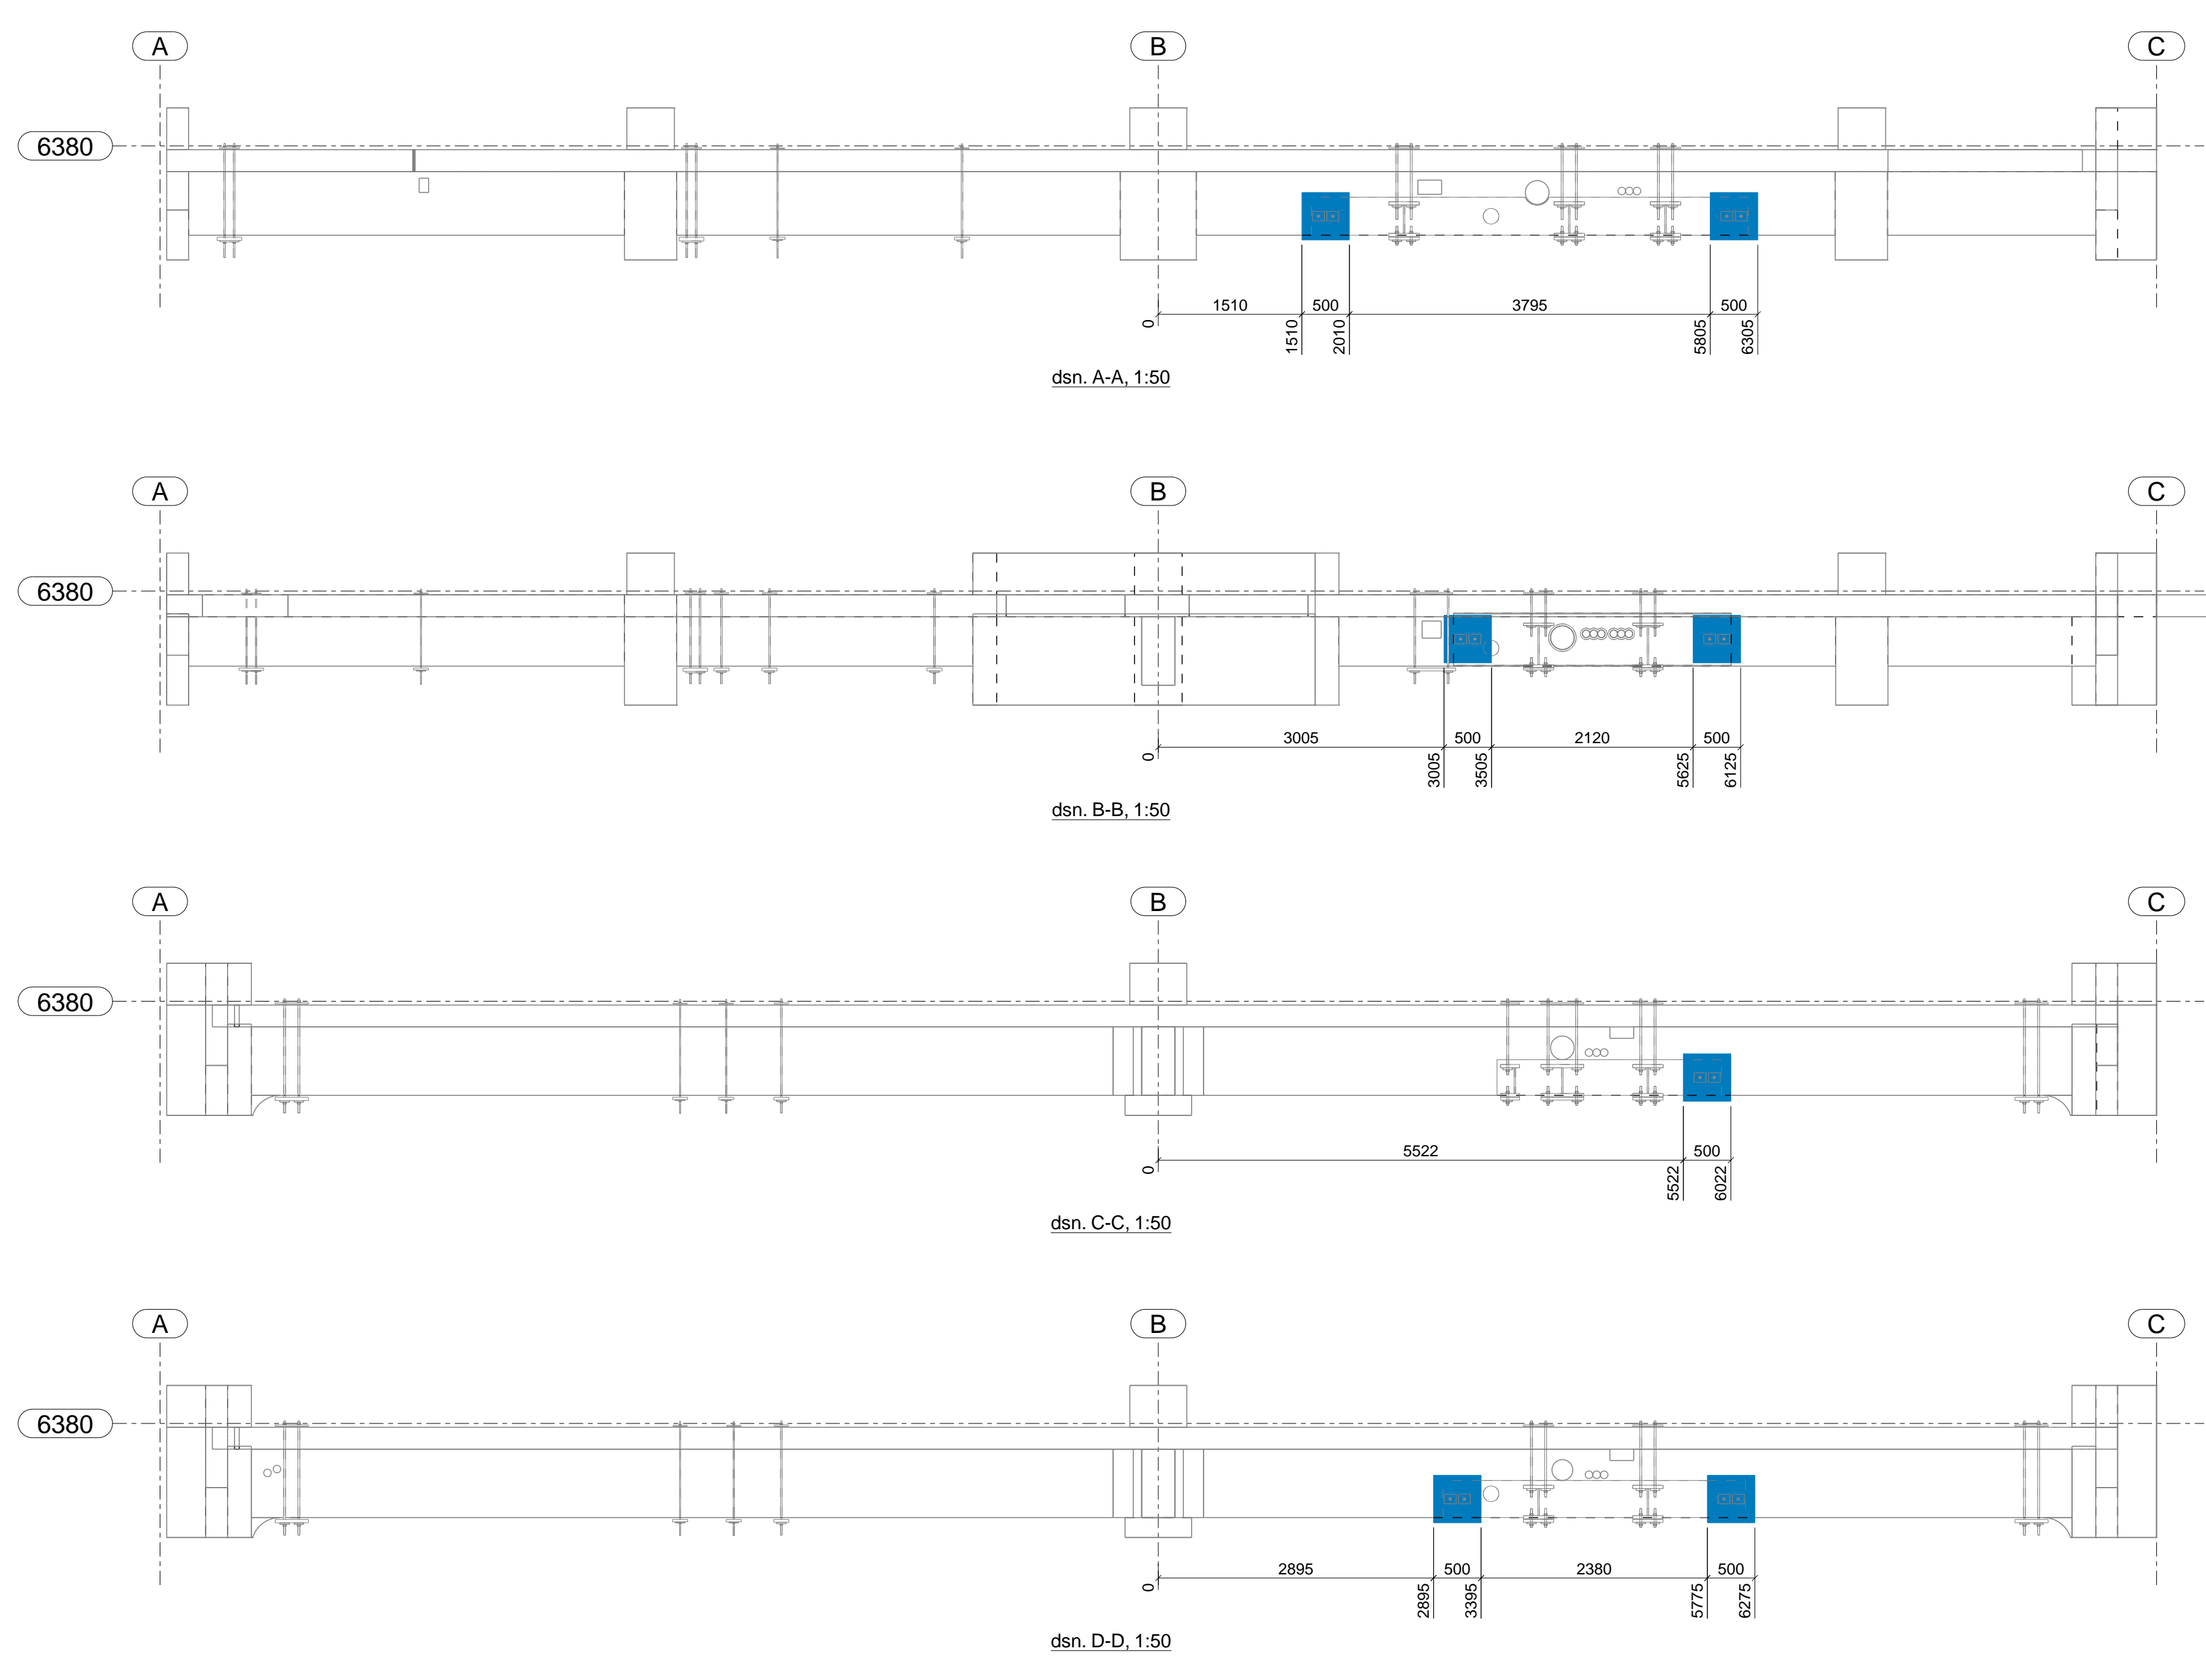 A B C
6380
1510 500 3795 500
0 1510 2010 5805 6305
dsn. A-A, 1:50
A B C
6380
3005 500 2120 500
0 3005 3505 5625 6125
dsn. B-B, 1:50
A B C
6380
5522 500
0 5522 6022
dsn. C-C, 1:50
A B C
6380
2895 500 2380 500
0 2895 3395 5775 6275
dsn. D-D, 1:50